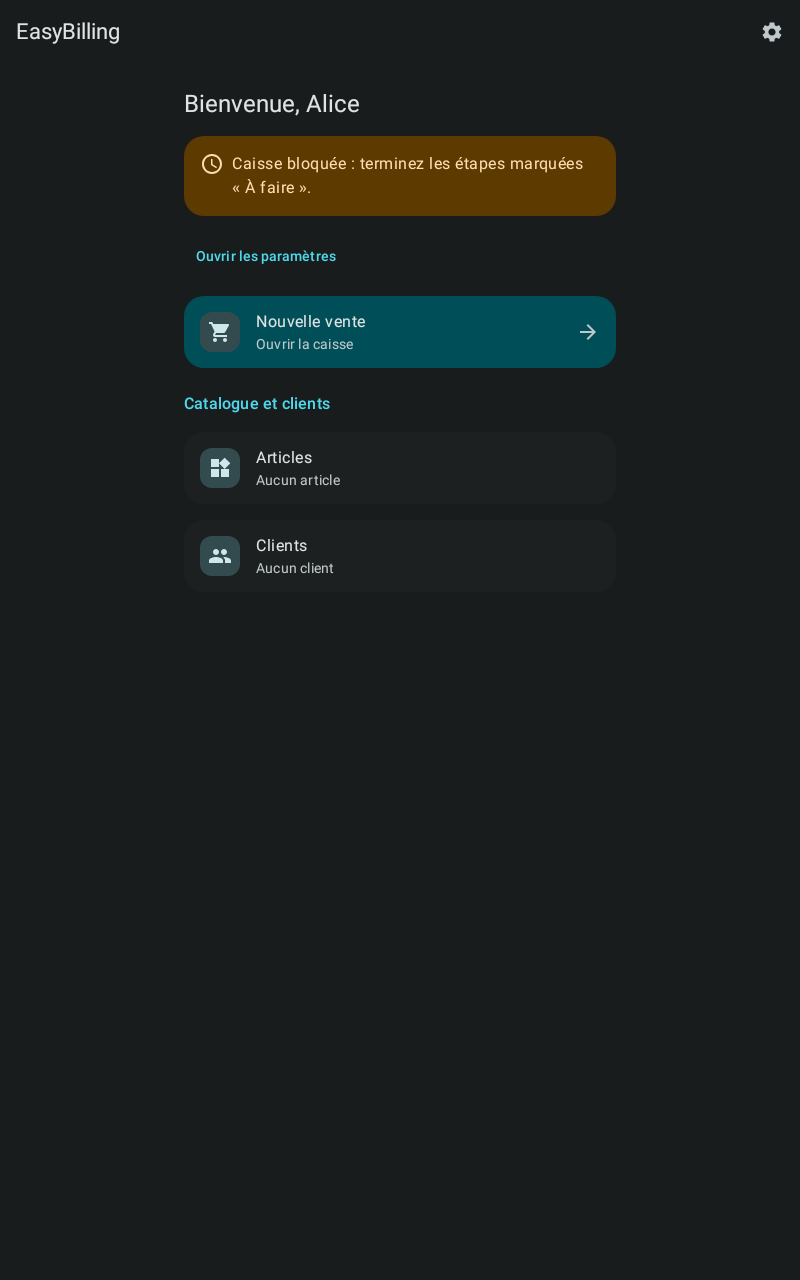 EasyBilling
Bienvenue, Alice
Caisse bloquée : terminez les étapes marquées
« À faire ».
Ouvrir les paramètres
Nouvelle vente
Ouvrir la caisse
Catalogue et clients
Articles
Aucun article
Clients
Aucun client